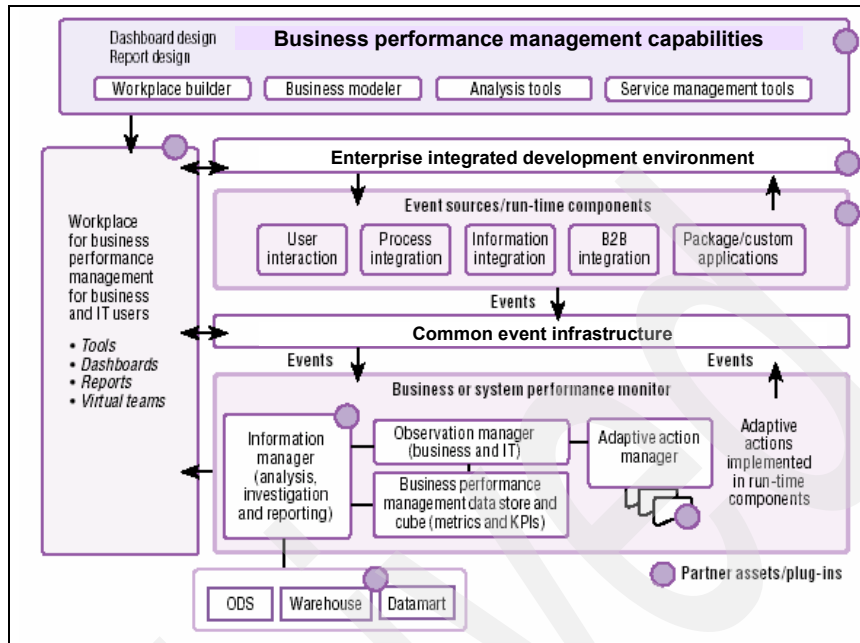 Dashboard design
Report design
Business performance management capabilities
Workplace builder
Business modeler
Analysis tools
Service management tools
Enterprise integrated development environment
Event sources/run-time components
User
interaction
Process
integration
Information
integration
B2B
integration
Package/custom
applications
Workplace
for business
performance
management
for business
and IT users
• Tools
• Dashboards
• Reports
• Virtual teams
Events
Common event infrastructure
Events
Events
Business or system performance monitor
Information
manager
(analysis,
investigation
and reporting)
Observation manager
(business and IT)
Business performance
management data store and
cube (metrics and KPIs)
Adaptive action
manager
Adaptive
actions
implemented
in run-time
components
ODS
Warehouse
Datamart
Partner assets/plug-ins